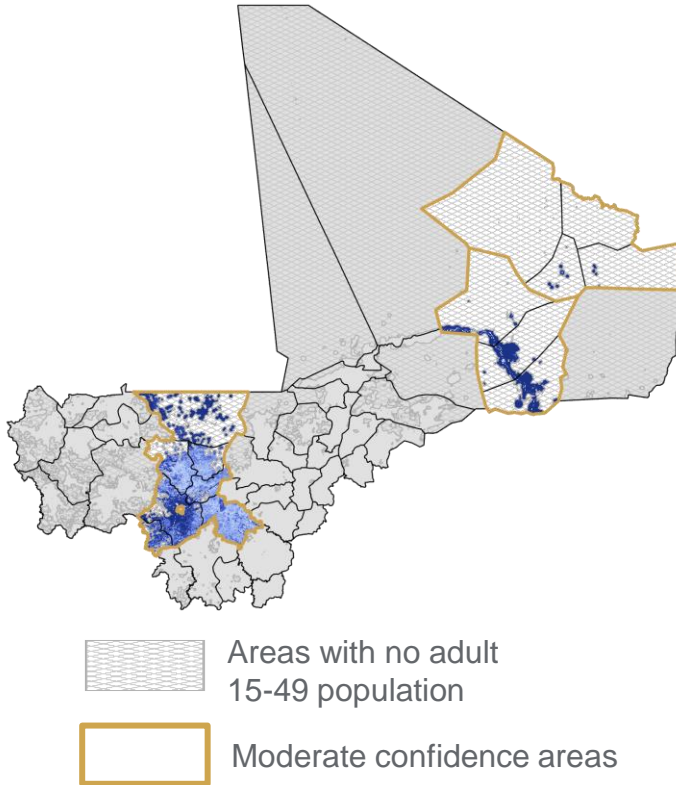 Areas with no adult
15-49 population
Moderate confidence areas